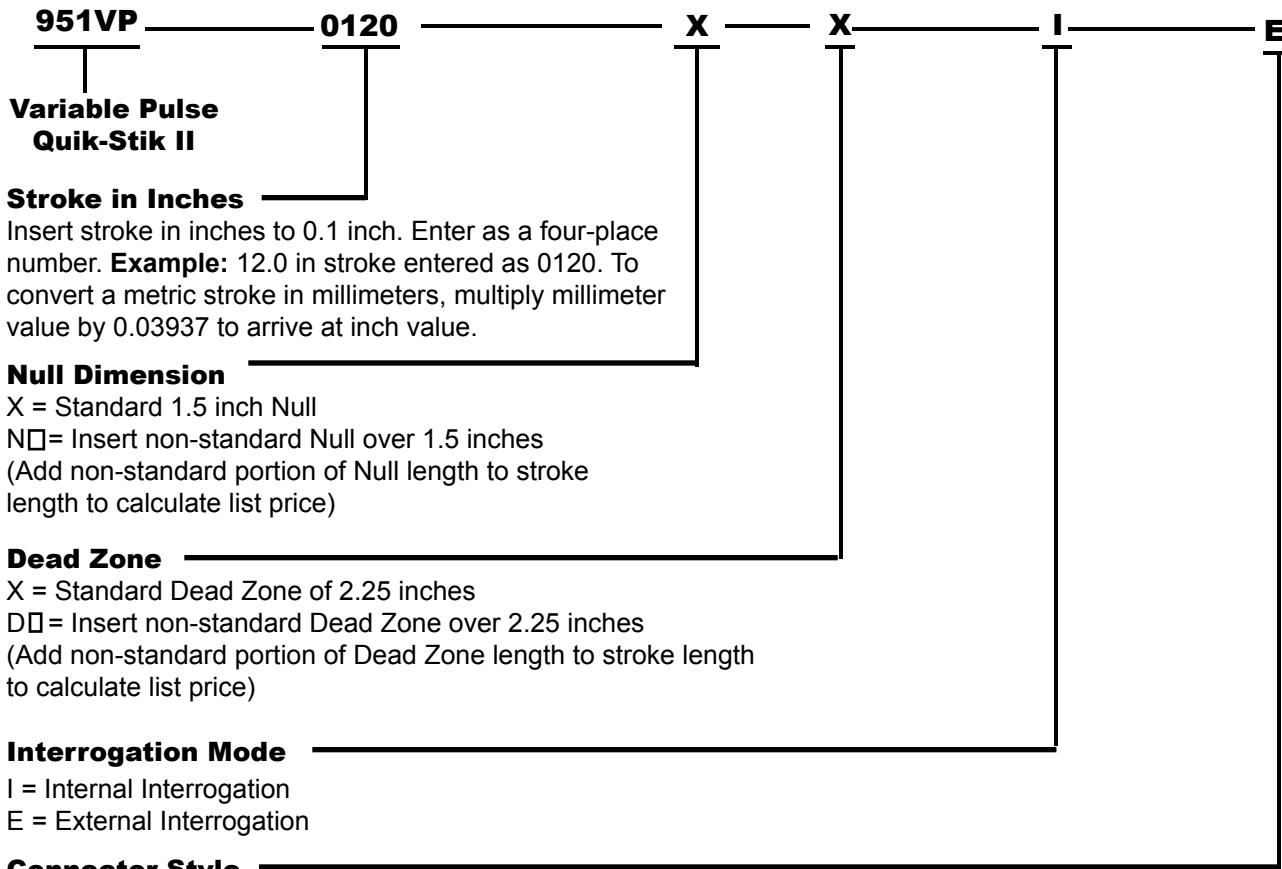 951VP 0120 X X I E
Variable Pulse
Quik-Stik II
Stroke in Inches
Insert stroke in inches to 0.1 inch. Enter as a four-place
number. Example: 12.0 in stroke entered as 0120. To
convert a metric stroke in millimeters, multiply millimeter
value by 0.03937 to arrive at inch value.
Null Dimension
X = Standard 1.5 inch Null
N□= Insert non-standard Null over 1.5 inches
(Add non-standard portion of Null length to stroke
length to calculate list price)
Dead Zone
X = Standard Dead Zone of 2.25 inches
D□= Insert non-standard Dead Zone over 2.25 inches
(Add non-standard portion of Dead Zone length to stroke length
to calculate list price)
Interrogation Mode
I = Internal Interrogation
E = External Interrogation
Connector Style